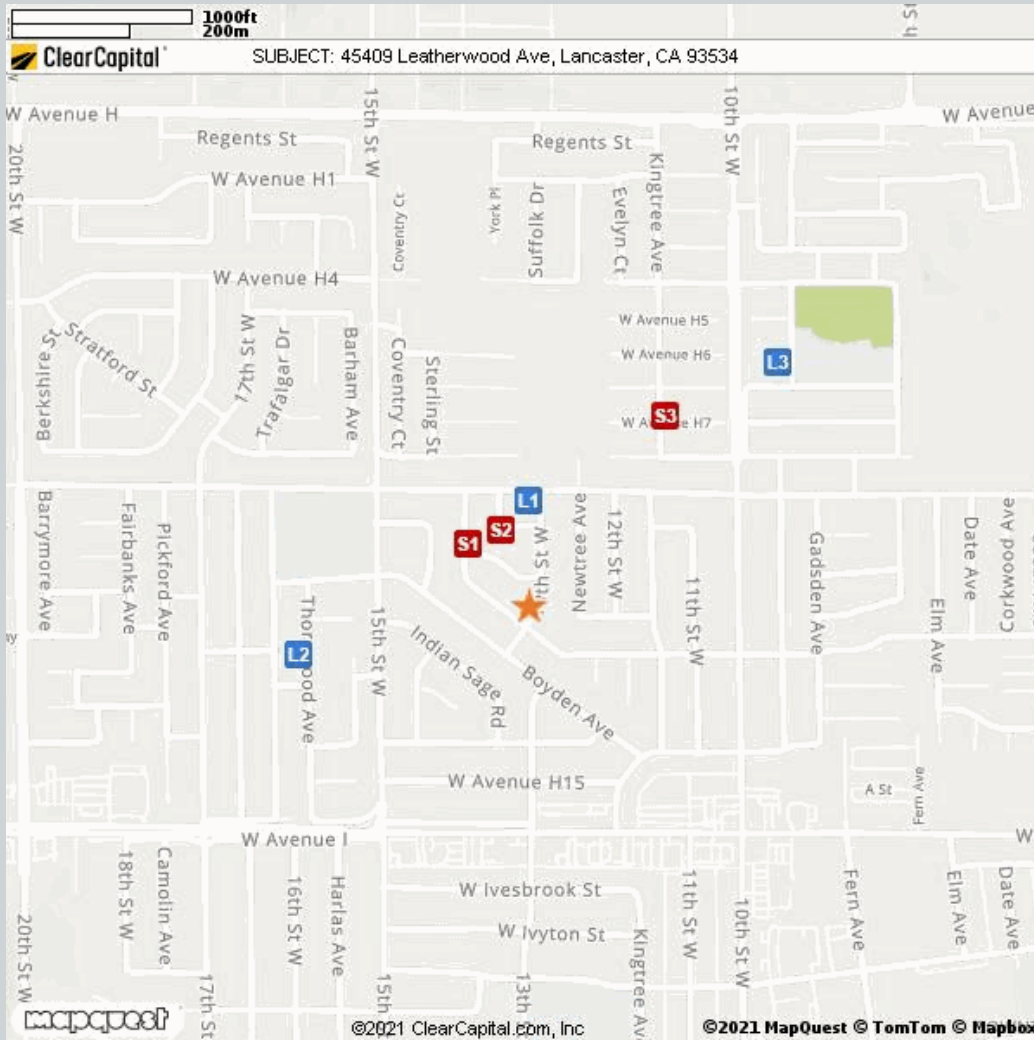 1000ft
200m
ClearCapital
SUBJECT: 45409 Leatherwood Ave, Lancaster, CA 93534
W Avenue H
W Avenue
15th St W
10th St W
20th St W
Regents St
Regents St
W Avenue H1
Coventry Ct
York Pl
Suffolk Dr
Evelyn Ct
Kingtree Ave
W Avenue H4
W Avenue H5
W Avenue H6
L3
Stratford St
Berkshire St
17th St W
Trafalger Dr
Barham Ave
Coventry Ct
Sterling St
S3
L1
S2
S1
Barrymore Ave
Fairbanks Ave
Pickford Ave
Newtree Ave
12th St W
11th St W
Gadsden Ave
Date Ave
Corkwood Ave
Elm Ave
L2
15th St W
Indian Sage Rd
Boyden Ave
W Avenue H15
A St
Fern Ave
W Avenue I
W
18th St W
Camolin Ave
16th St W
Harlas Ave
W Ivesbrook St
W Ivyton St
11th St W
10th St W
Fern Ave
Elm Ave
Date Ave
20th St W
17th St
15th
13th
Kingtree Av
mapquest
©2021 ClearCapital.com, Inc
©2021 MapQuest © TomTom © Mapbox